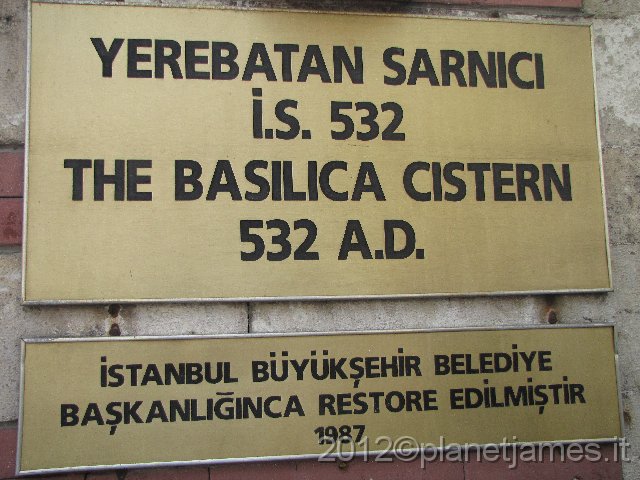 YEREBATAN SARNICI
İ.S. 532
THE BASILICA CISTERN
532 A.D.
İSTANBUL BÜYÜKŞEHİR BELEDİYE
BAŞKANLIĞINCA RESTORE EDİLMİŞTİR
1987
2012©planetjames.it